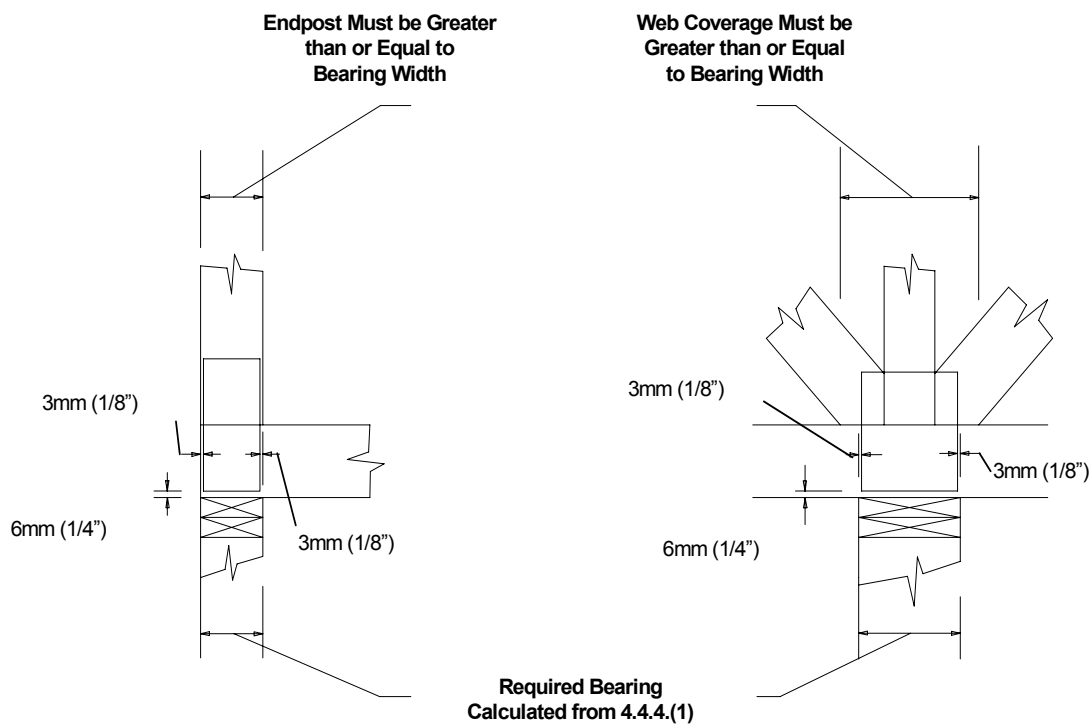 Endpost Must be Greater
than or Equal to
Bearing Width
Web Coverage Must be
Greater than or Equal
to Bearing Width
3mm (1/8”)
6mm (1/4”)
3mm (1/8”)
3mm (1/8”)
3mm (1/8”)
6mm (1/4”)
Required Bearing
Calculated from 4.4.4.(1)